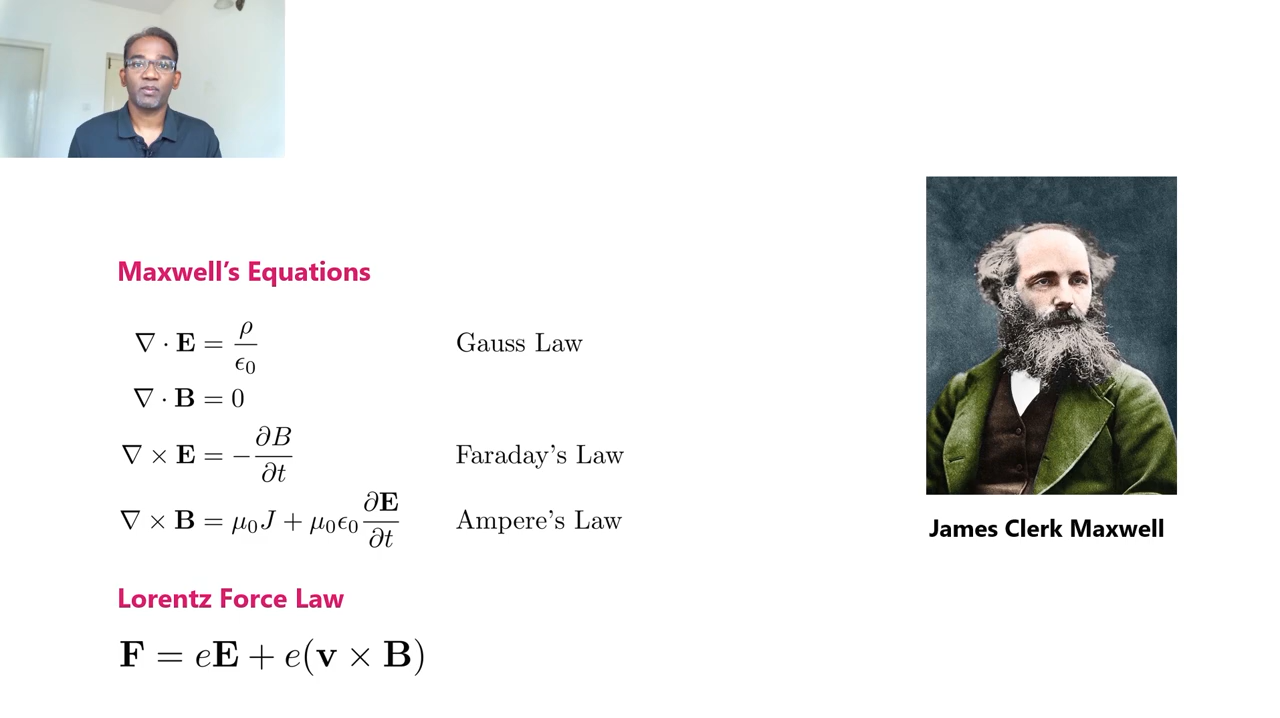 Maxwell’s Equations
∇ · E = ρ/ϵ₀ Gauss Law
∇ · B = 0
∇ × E = −∂B/∂t Faraday’s Law
∇ × B = μ₀J + μ₀ϵ₀ ∂E/∂t Ampere’s Law
James Clerk Maxwell
Lorentz Force Law
F = eE + e(v × B)